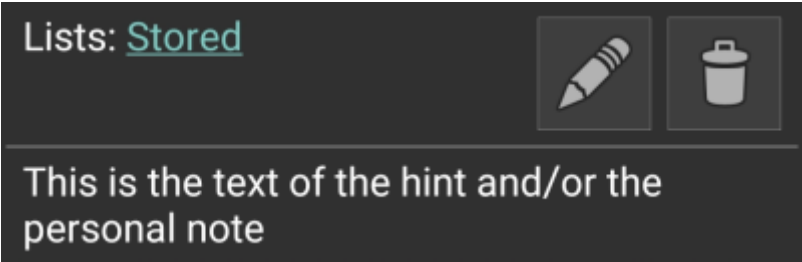 Lists: Stored
This is the text of the hint and/or the
personal note